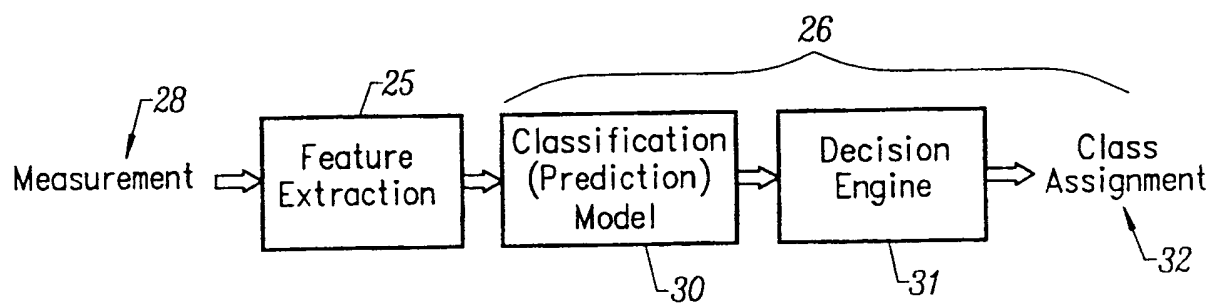 26
28
25
Measurement
Feature
Extraction
Classification
(Prediction)
Model
Decision
Engine
Class
Assignment
30
31
32